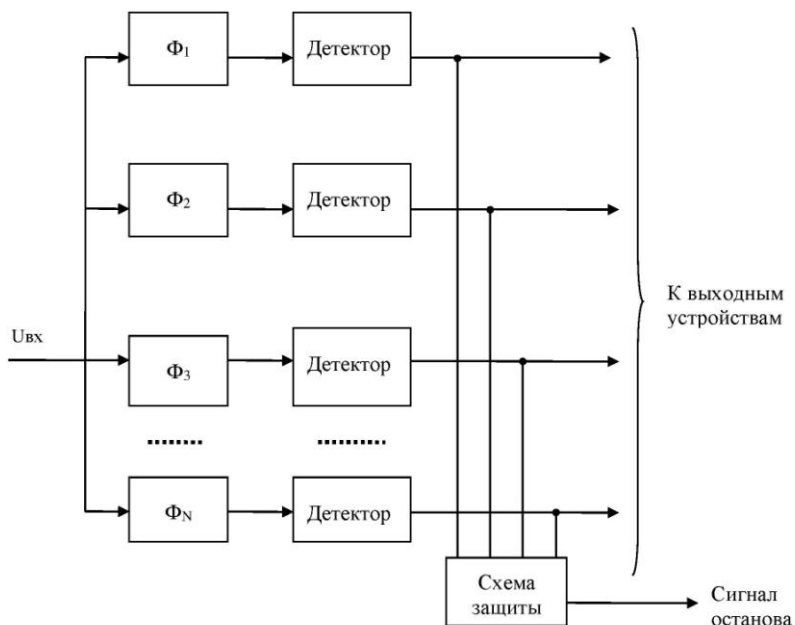 Ф1
Детектор
Ф2
Детектор
К выходным
устройствам
Uвх
Ф3
Детектор
ФN
Детектор
Схема
защиты
Сигнал
останова